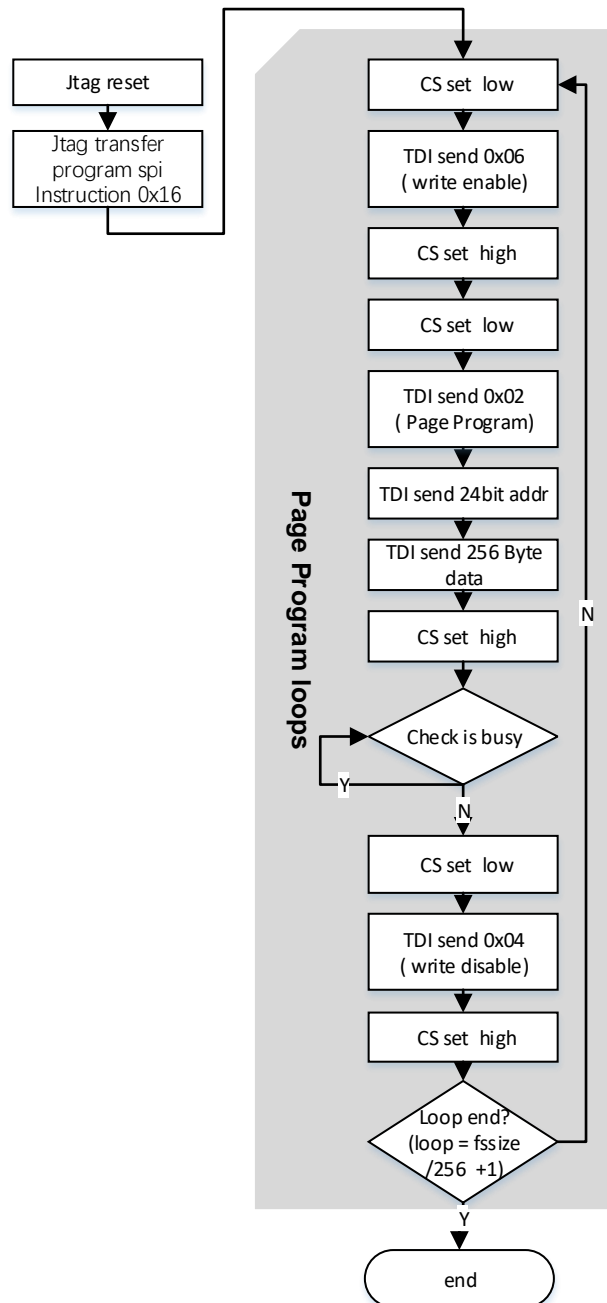 Jtag reset
Jtag transfer
program spi
Instruction 0x16
CS set low
TDI send 0x06
( write enable)
CS set high
CS set low
TDI send 0x02
( Page Program)
TDI send 24bit addr
TDI send 256 Byte
data
CS set high
Check is busy
Y
N
CS set low
TDI send 0x04
( write disable)
CS set high
Loop end?
(loop = fssize
/256 +1)
N
Y
end
Page Program loops